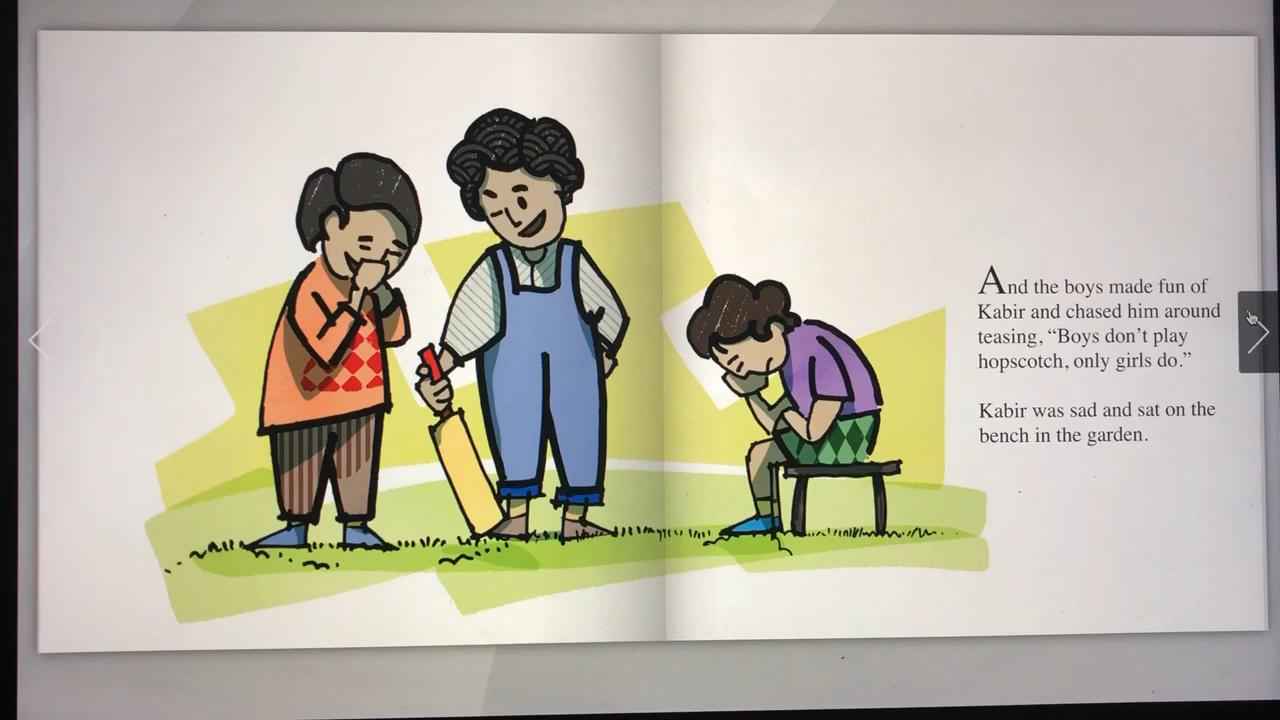 And the boys made fun of
Kabir and chased him around
teasing, “Boys don’t play
hopscotch, only girls do.”
Kabir was sad and sat on the
bench in the garden.